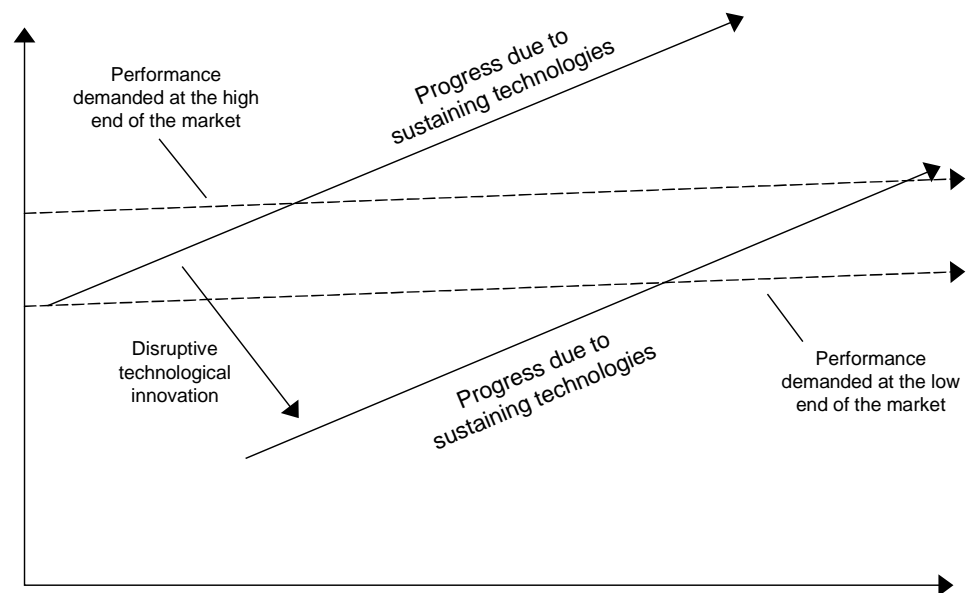 Performance
demanded at the high
end of the market
Progress due to
sustaining technologies
Disruptive
technological
innovation
Progress due to
sustaining technologies
Performance
demanded at the low
end of the market